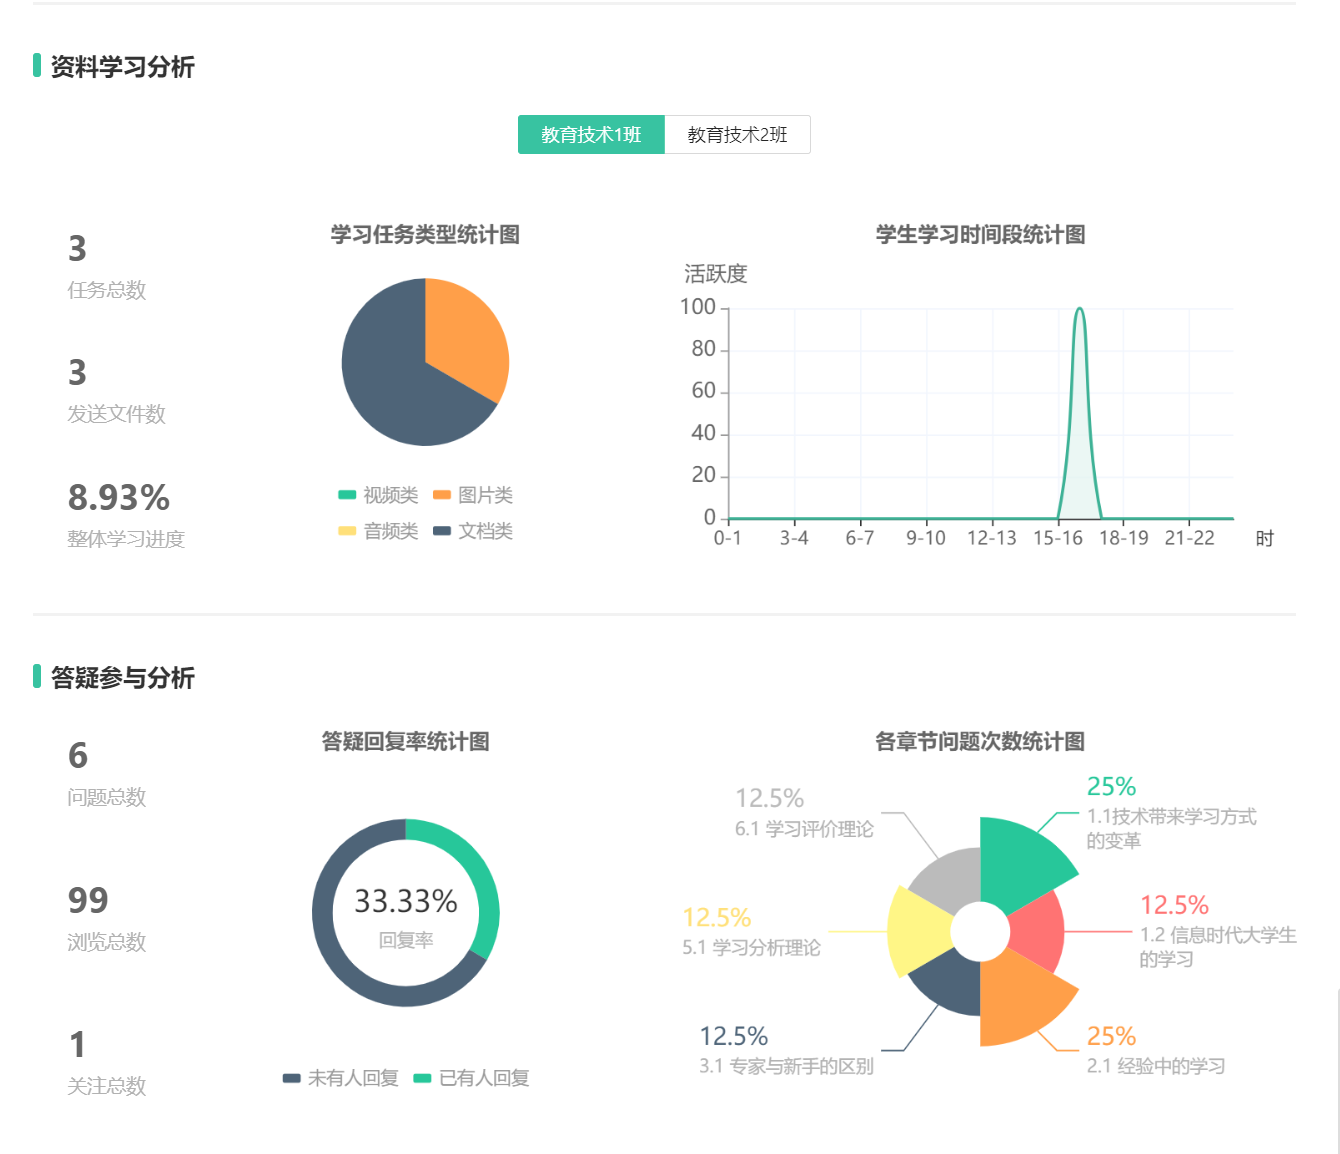 资料学习分析
教育技术1班
教育技术2班
3
任务总数
3
发送文件数
8.93%
整体学习进度
学习任务类型统计图
视频类
图片类
音频类
文档类
学生学习时间段统计图
活跃度
100
80
60
40
20
0
0-1
3-4
6-7
9-10
12-13
15-16
18-19
21-22
时
答疑参与分析
6
问题总数
99
浏览总数
1
关注总数
答疑回复率统计图
33.33%
回复率
未有人回复
已有人回复
各章节问题次数统计图
25%
1.1技术带来学习方式
的变革
12.5%
1.2 信息时代大学生
的学习
25%
2.1 经验中的学习
12.5%
3.1 专家与新手的区别
12.5%
5.1 学习分析理论
12.5%
6.1 学习评价理论